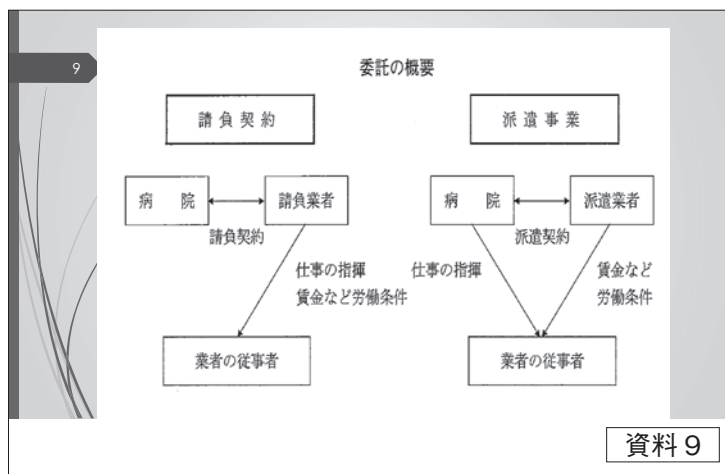 9
委託の概要
請負契約
派遣事業
病　院
請負業者
請負契約
仕事の指揮
賃金など労働条件
業者の従事者
病　院
派遣業者
派遣契約
仕事の指揮
賃金など
労働条件
業者の従事者
資料9